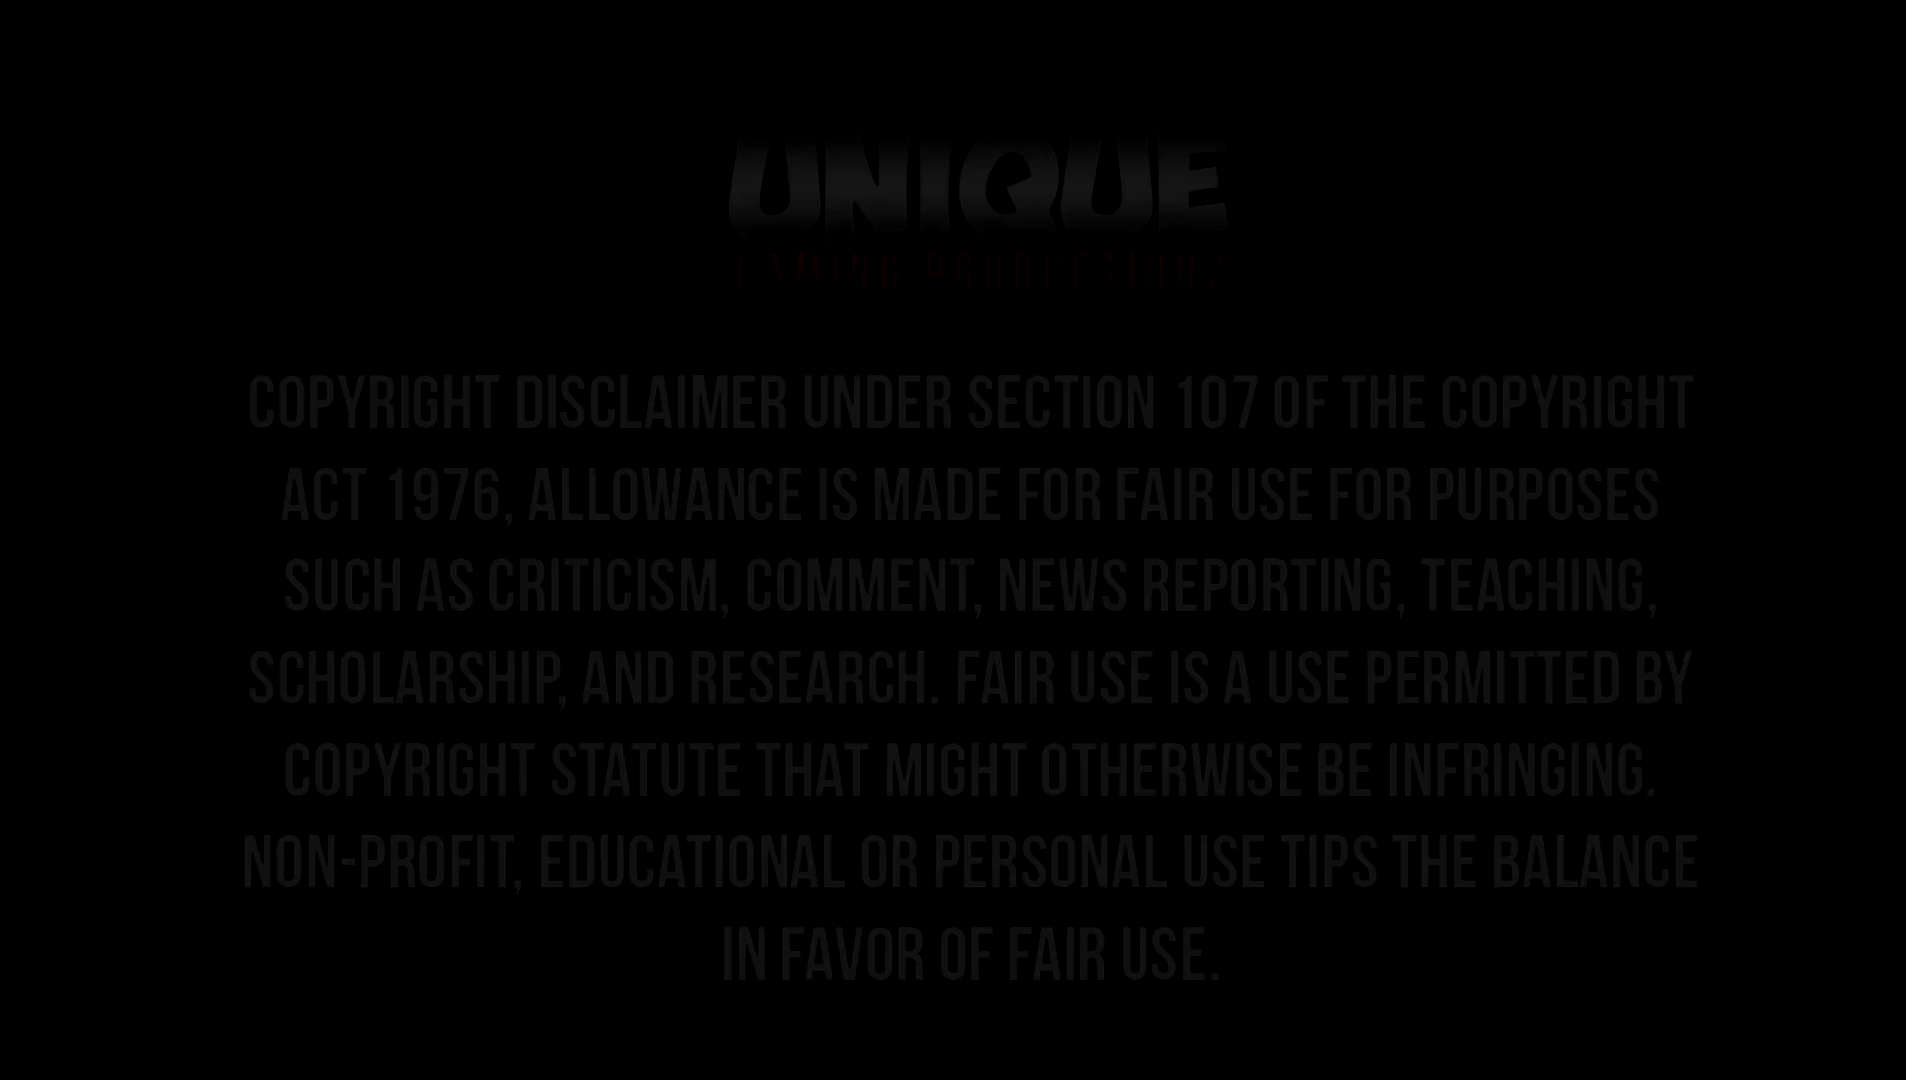 UNIQUE
GAMING PRODUCTIONS
COPYRIGHT DISCLAIMER UNDER SECTION 107 OF THE COPYRIGHT
ACT 1976, ALLOWANCE IS MADE FOR FAIR USE FOR PURPOSES
SUCH AS CRITICISM, COMMENT, NEWS REPORTING, TEACHING,
SCHOLARSHIP, AND RESEARCH. FAIR USE IS A USE PERMITTED BY
COPYRIGHT STATUTE THAT MIGHT OTHERWISE BE INFRINGING.
NON-PROFIT, EDUCATIONAL OR PERSONAL USE TIPS THE BALANCE
IN FAVOR OF FAIR USE.